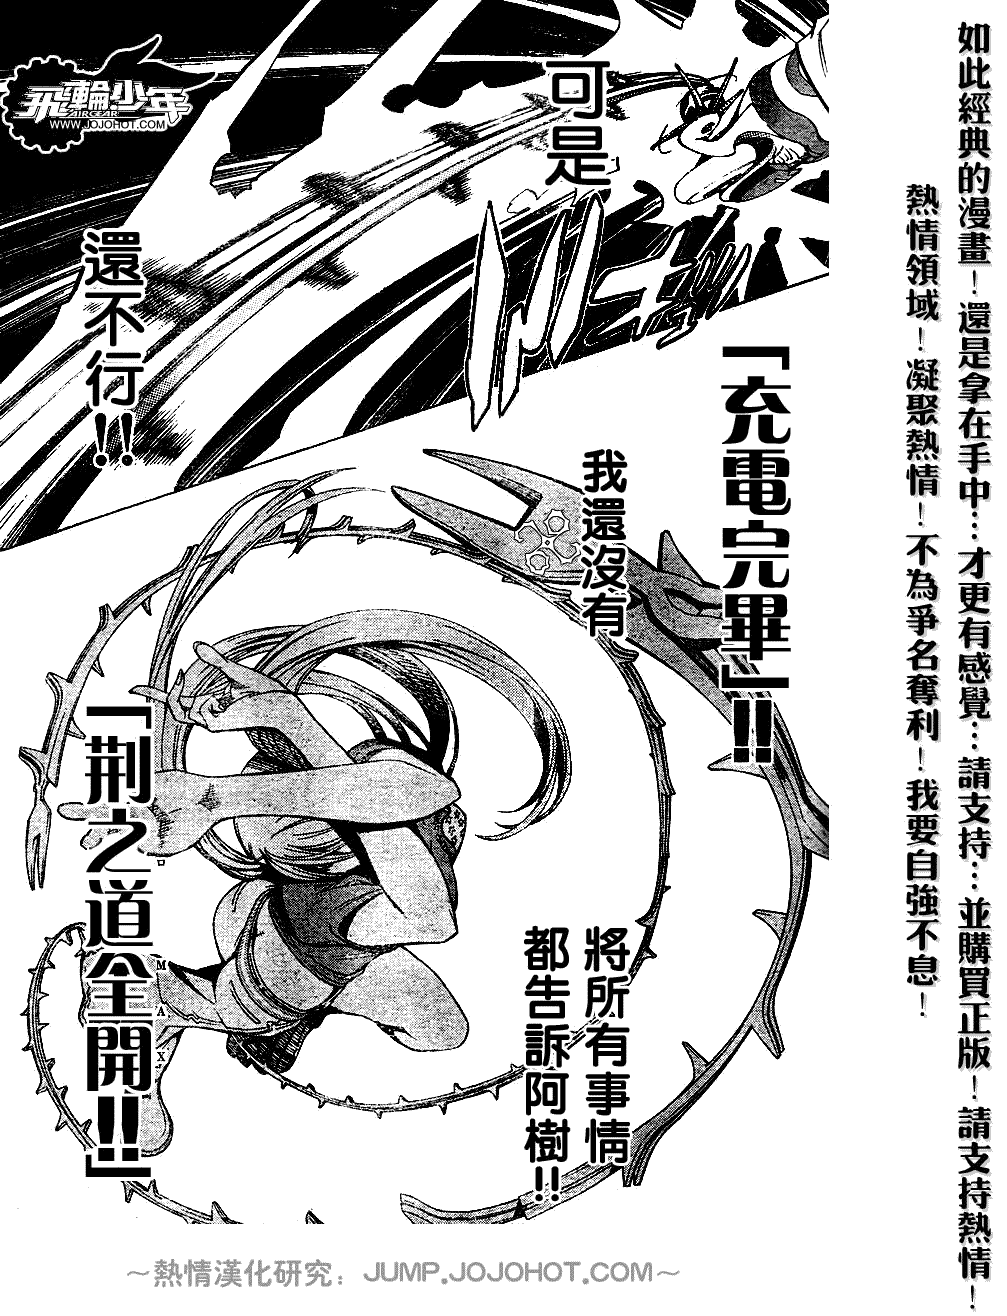 如此經典的漫畫！還是拿在手中…才更有感覺…請支持…並購買正版！請支持熱情！
熱情領域！凝聚熱情！不為爭名奪利！我要自強不息！
飛輪少年
AIR GEAR
WWW.JOJOHOT.COM
可是
還不行!!
「充電完畢」!!
我還沒有
將所有事情
都告訴阿樹!!
「荊之道全開!!」
MAX
～熱情漢化研究：JUMP.JOJOHOT.COM～